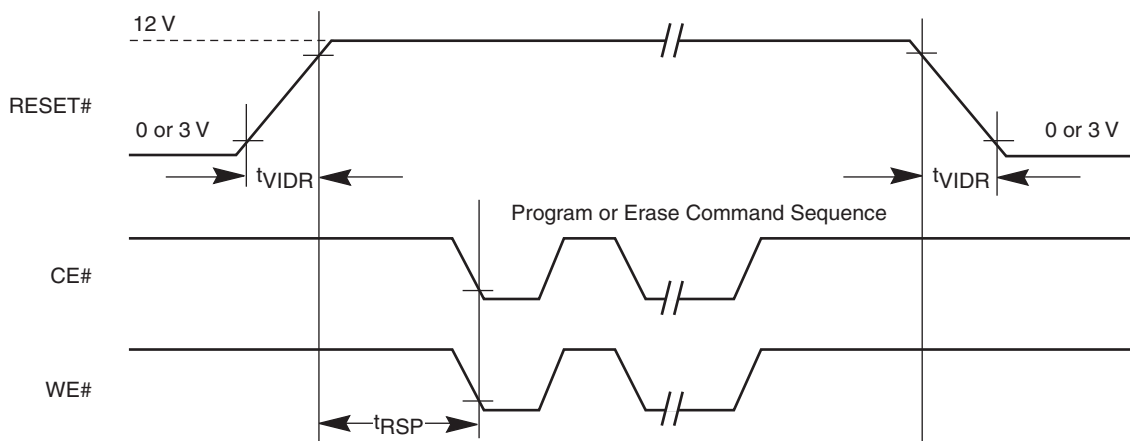 12 V
RESET#
0 or 3 V
0 or 3 V
tVIDR
tVIDR
Program or Erase Command Sequence
CE#
WE#
tRSP